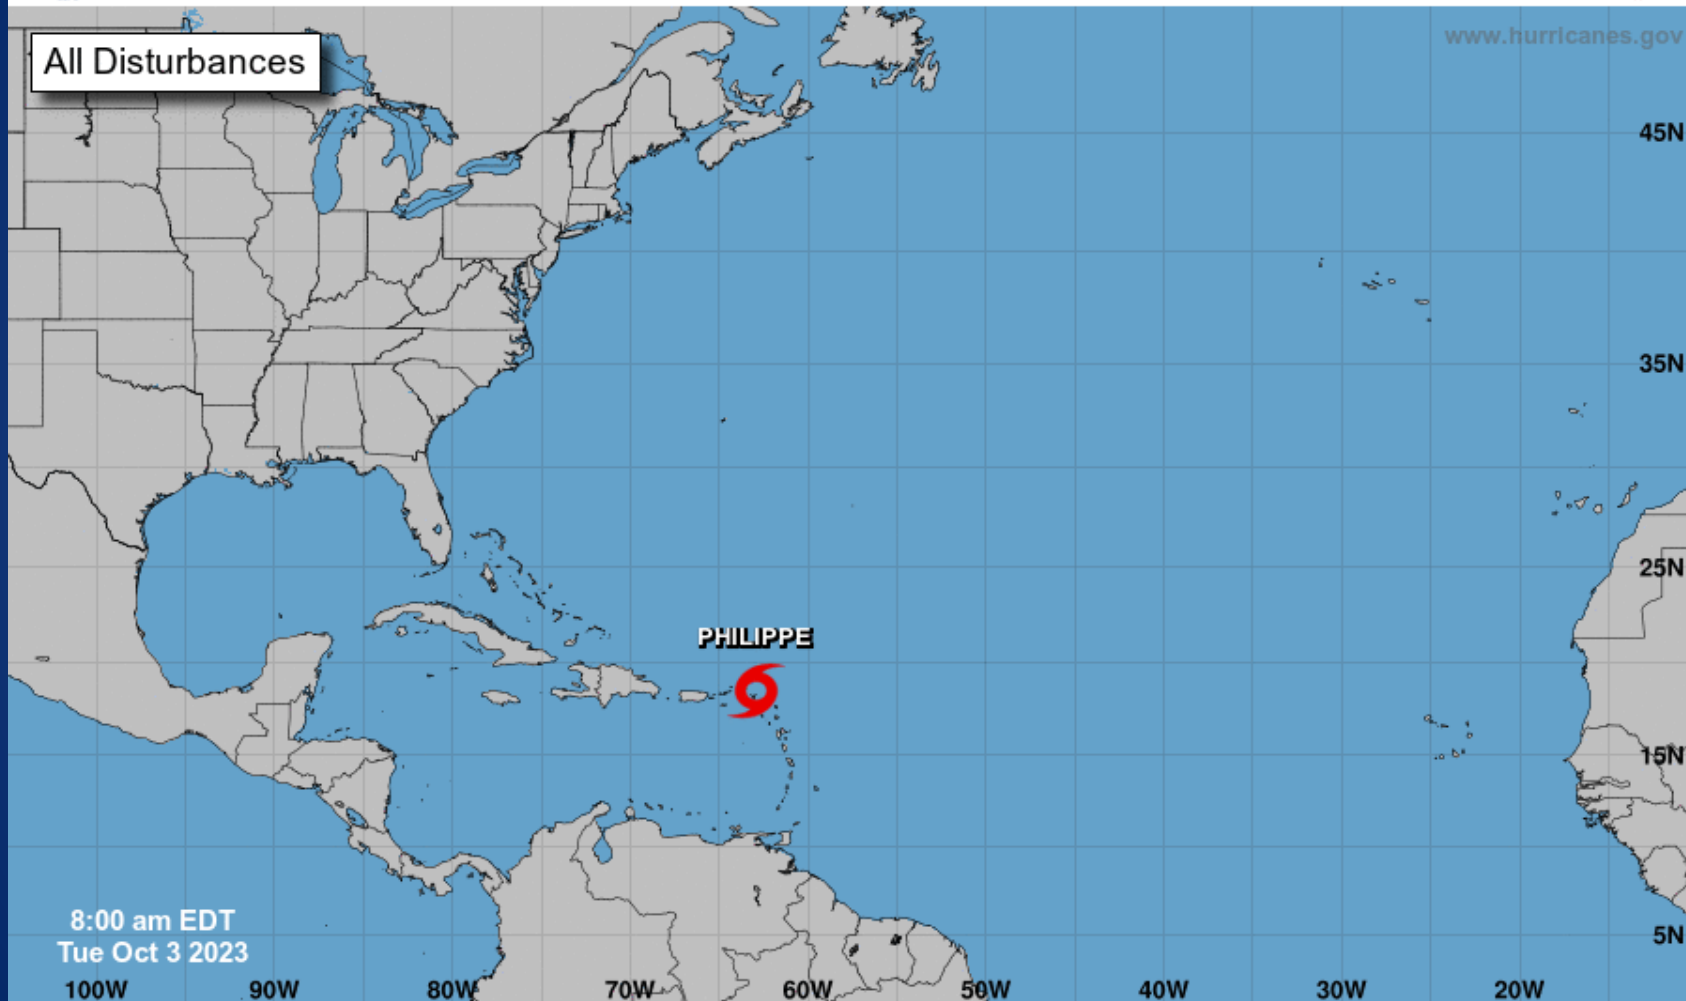 All Disturbances
www.hurricanes.gov
45N
35N
25N
PHILIPPE
15N
8:00 am EDT
Tue Oct 3 2023
5N
100W 90W 80W 70W 60W 50W 40W 30W 20W